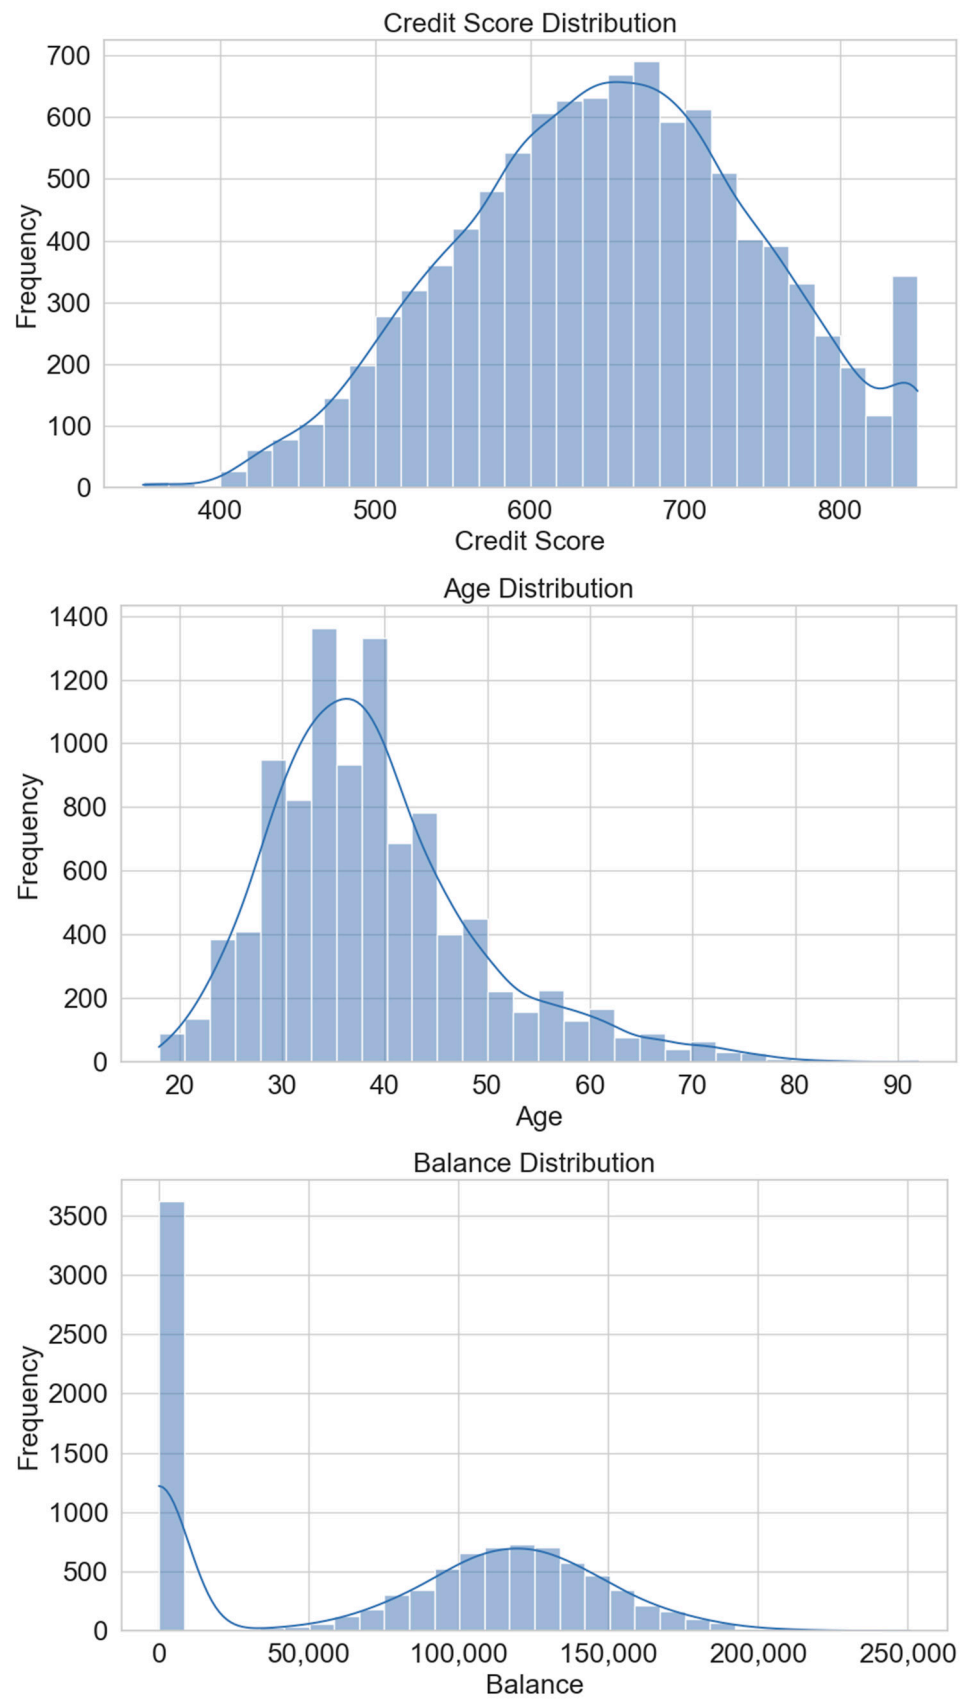 Credit Score Distribution
700
600
500
400
300
200
100
0
Frequency
400 500 600 700 800
Credit Score
Age Distribution
1400
1200
1000
800
600
400
200
0
Frequency
20 30 40 50 60 70 80 90
Age
Balance Distribution
3500
3000
2500
2000
1500
1000
500
0
Frequency
0 50,000 100,000 150,000 200,000 250,000
Balance